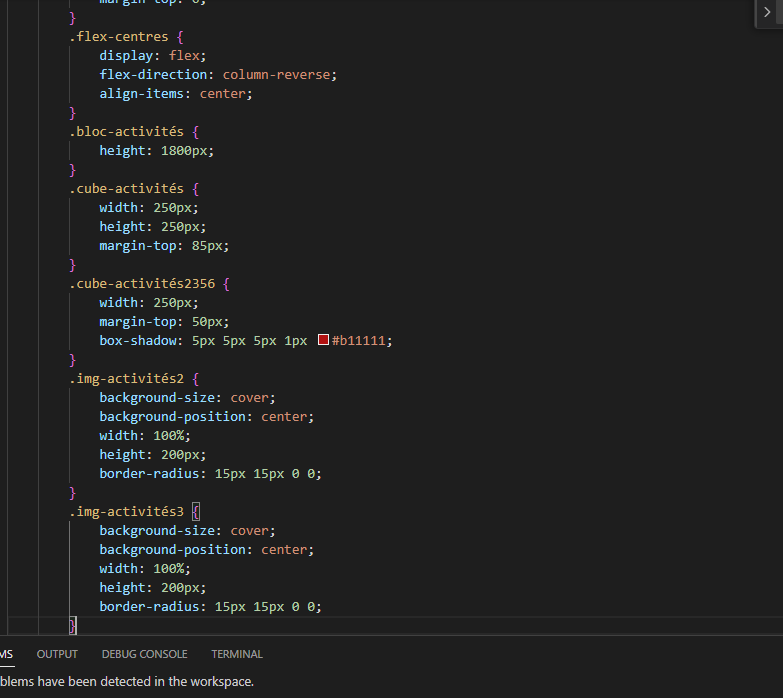 margin-top: 0;
}
.flex-centres {
display: flex;
flex-direction: column-reverse;
align-items: center;
}
.bloc-activités {
height: 1800px;
}
.cube-activités {
width: 250px;
height: 250px;
margin-top: 85px;
}
.cube-activités2356 {
width: 250px;
margin-top: 50px;
box-shadow: 5px 5px 5px 1px #b11111;
}
.img-activités2 {
background-size: cover;
background-position: center;
width: 100%;
height: 200px;
border-radius: 15px 15px 0 0;
}
.img-activités3 {
background-size: cover;
background-position: center;
width: 100%;
height: 200px;
border-radius: 15px 15px 0 0;
}
MS OUTPUT DEBUG CONSOLE TERMINAL
blems have been detected in the workspace.